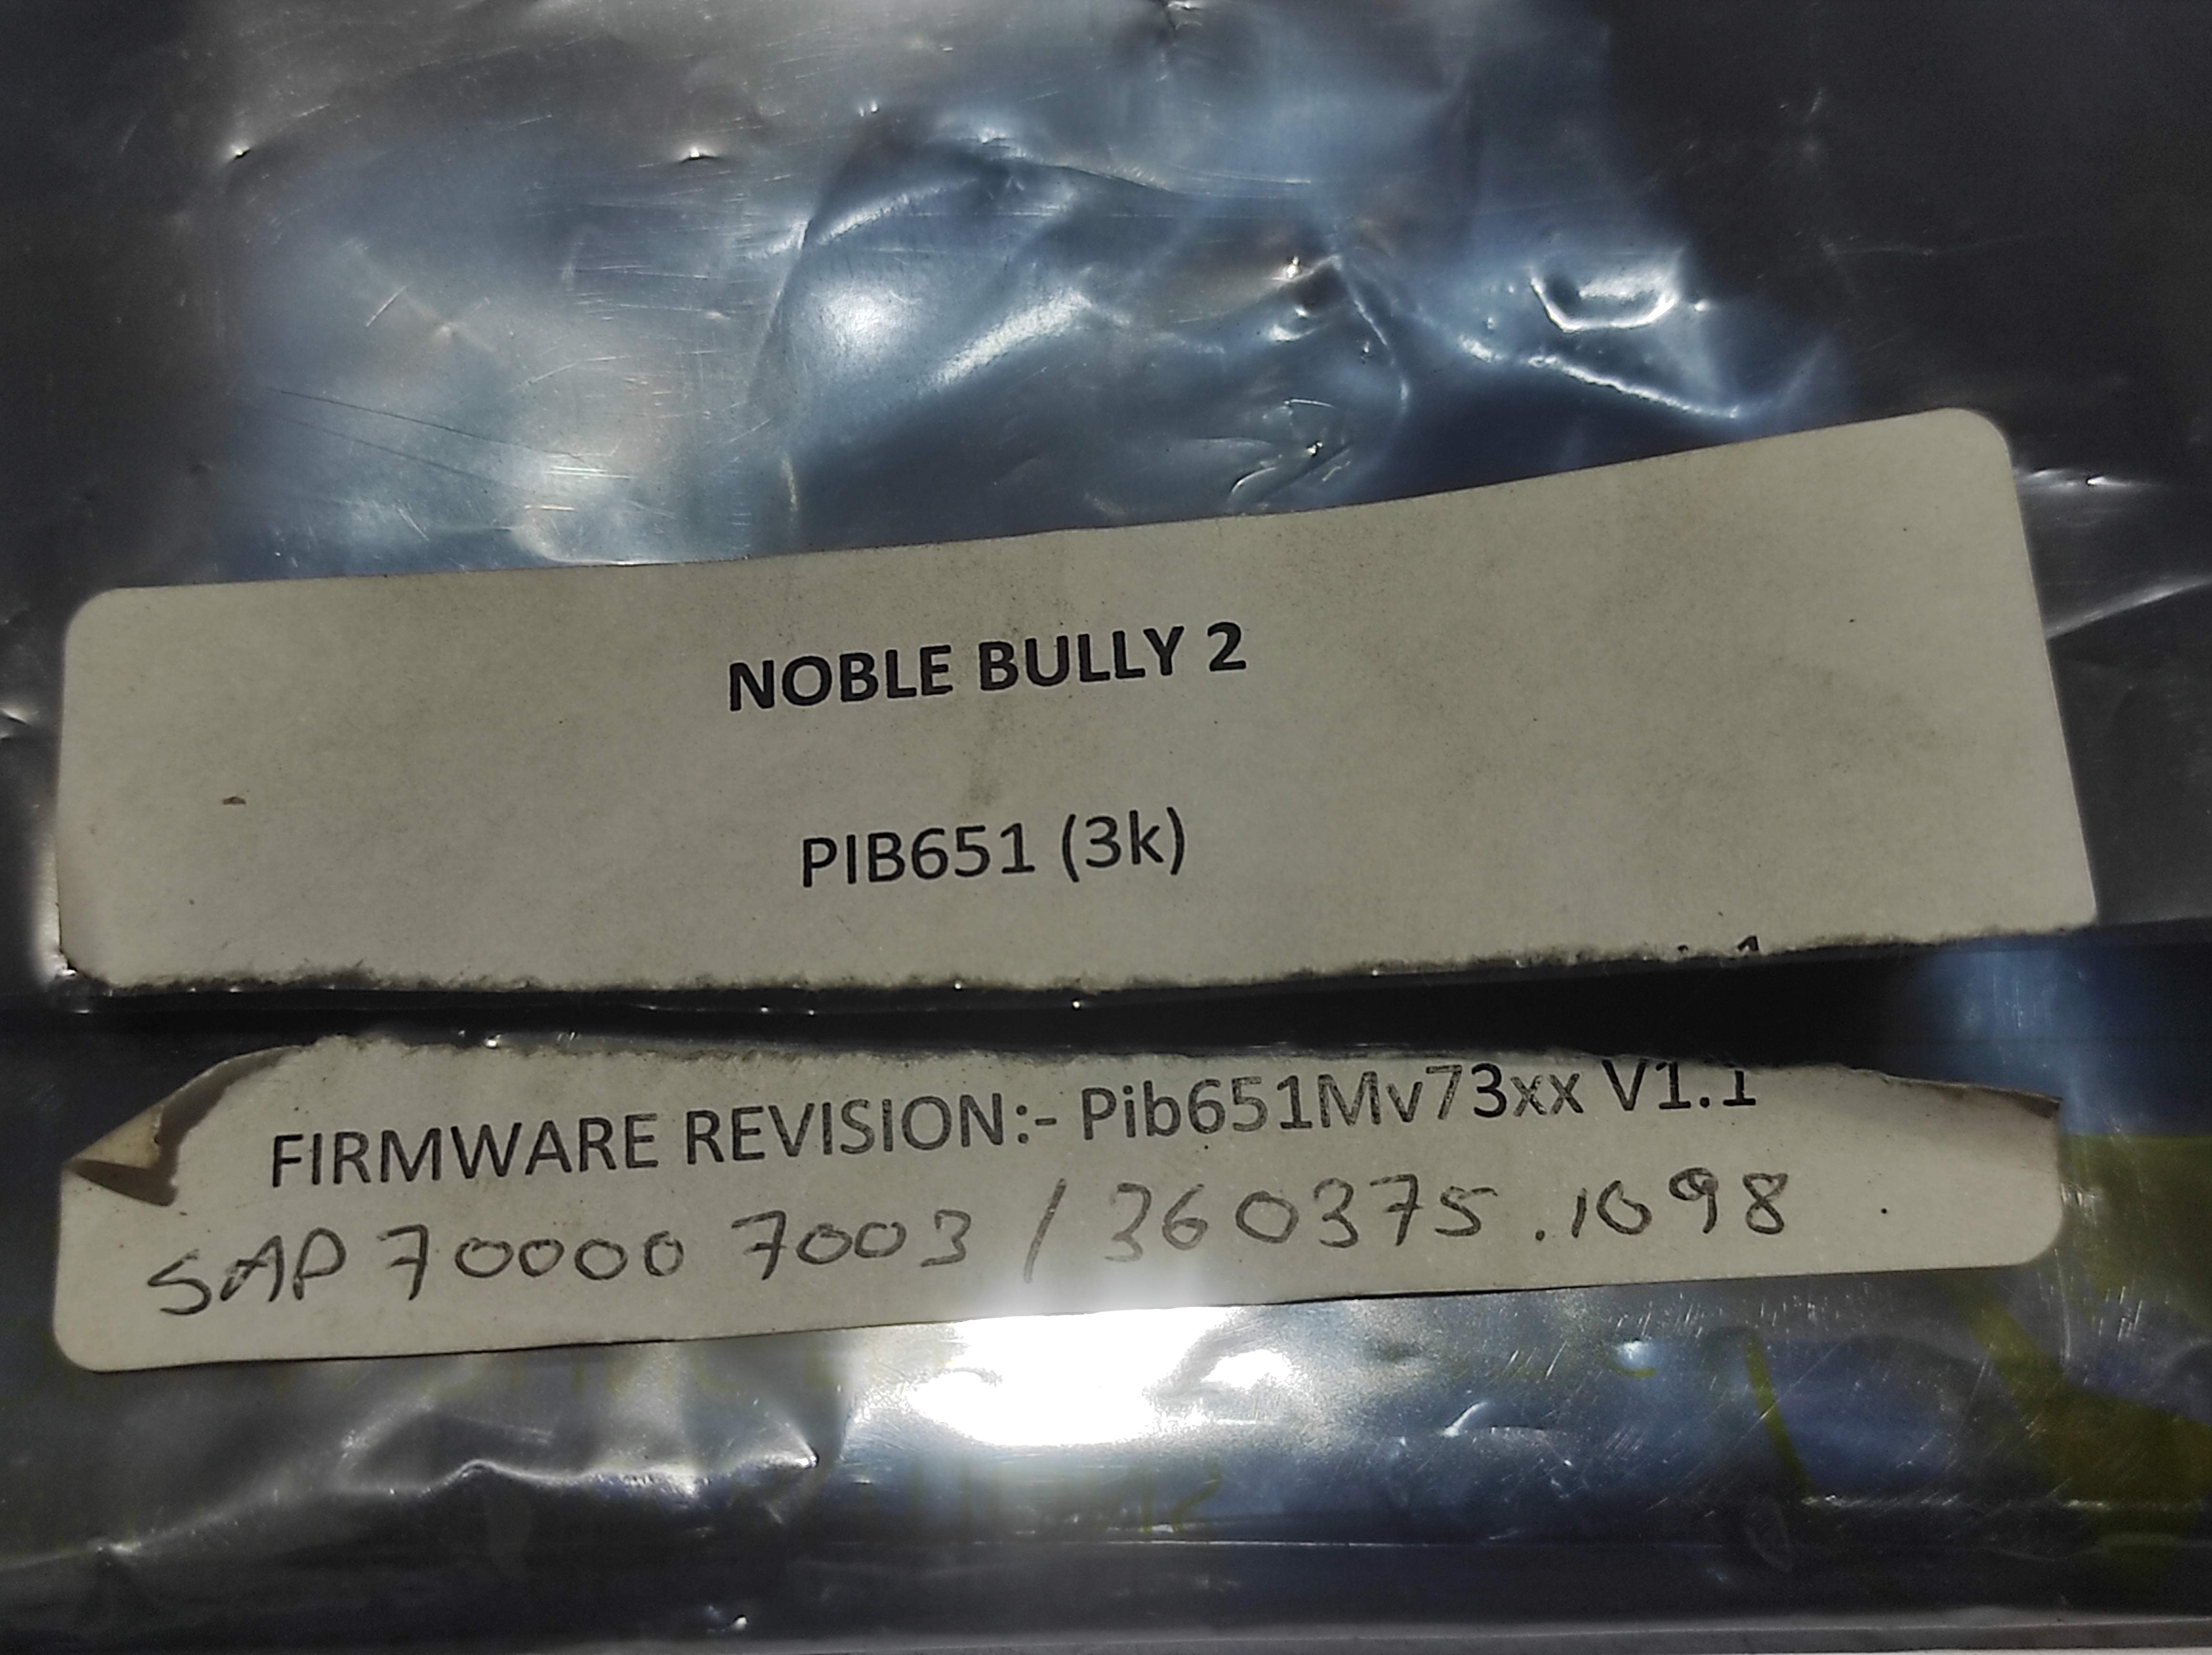 NOBLE BULLY 2
PIB651 (3k)
FIRMWARE REVISION:- Pib651Mv73xx V1.1
SAP 70000 7003 / 360375.1098